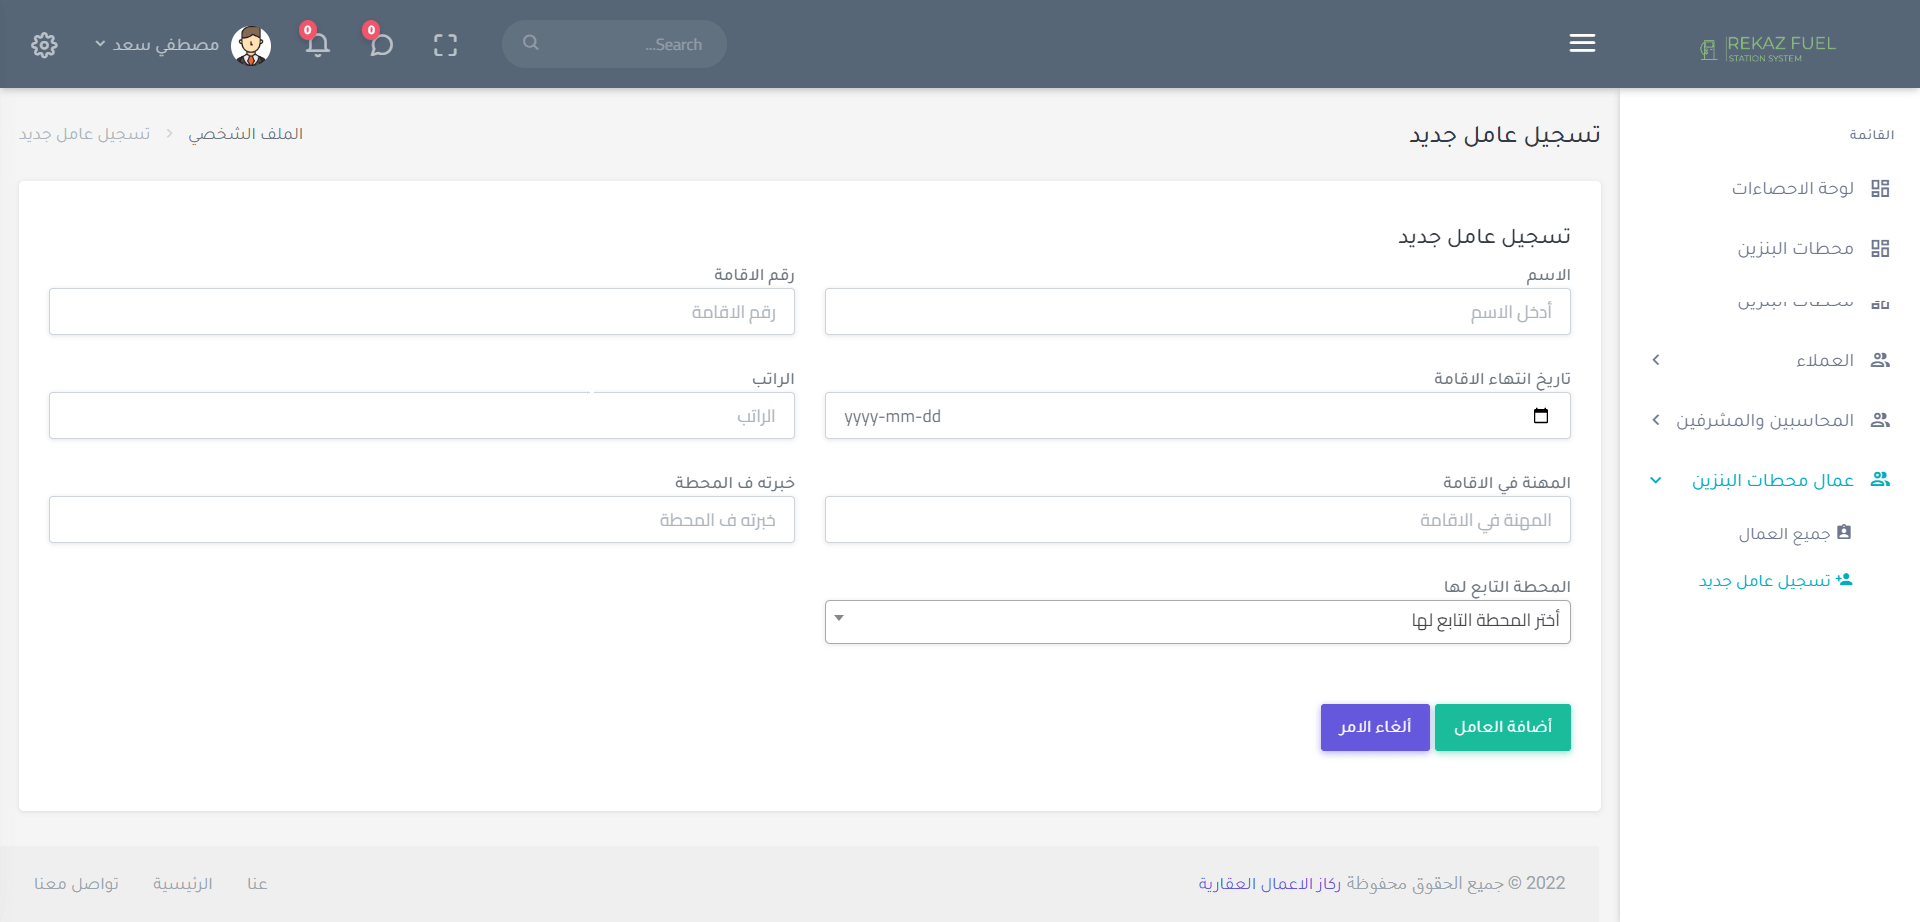 REKAZ FUEL
STATION SYSTEM
Search...
0
0
مصطفي سعد
القائمة
لوحة الاحصاءات
محطات البنزين
محطات البنزين
العملاء
المحاسبين والمشرفين
عمال محطات البنزين
جميع العمال
تسجيل عامل جديد
تسجيل عامل جديد
الملف الشخصي
تسجيل عامل جديد
تسجيل عامل جديد
الاسم
رقم الاقامة
أدخل الاسم
رقم الاقامة
تاريخ انتهاء الاقامة
الراتب
yyyy-mm-dd
الراتب
المهنة في الاقامة
خبرته ف المحطة
المهنة في الاقامة
خبرته ف المحطة
المحطة التابع لها
أختر المحطة التابع لها
أضافة العامل
ألغاء الامر
2022 © جميع الحقوق محفوظة ركاز الاعمال العقارية
عنا
الرئيسية
تواصل معنا